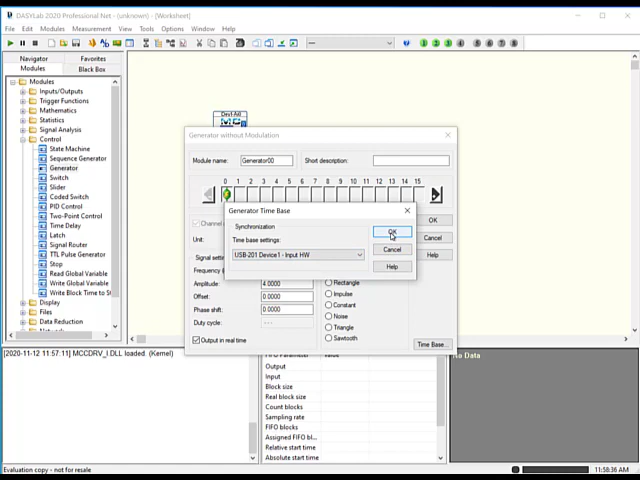 DASYLab 2020 Professional Net - (unknown) - [Worksheet]
File Edit Modules Measurement View Tools Options Window Help
Navigator Favorites
Modules Black Box
Modules
Inputs/Outputs
Trigger Functions
Mathematics
Statistics
Signal Analysis
Control
State Machine
Sequence Generator
Generator
Switch
Slider
Coded Switch
PID Control
Two-Point Control
Time Delay
Latch
Signal Router
TTL Pulse Generator
Stop
Read Global Variable
Write Global Variable
Write Block Time to St
Display
Files
Data Reduction
Generator without Modulation
Module name: Generator00 Short description:
0 1 2 3 4 5 6 7 8 9 10 11 12 13 14 15
OK
Cancel
Help
Unit:
Amplitude: 4.0000
Offset: 0.0000
Phase shift: 0.0000
Duty cycle: ---
Output in real time
Rectangle
Impulse
Constant
Noise
Triangle
Sawtooth
Time Base...
Generator Time Base
Synchronization
Time base settings:
USB-201 Device1 - Input HW
OK
Cancel
Help
[2020-11-12 11:57:11] MCCDRV_I.DLL loaded. (Kernel)
Output
Input
Block size
Real block size
Count blocks
Sampling rate
FIFO blocks
Assigned FIFO bl...
Relative start time
Absolute start time
No Data
Evaluation copy - not for resale
11:58:36 AM